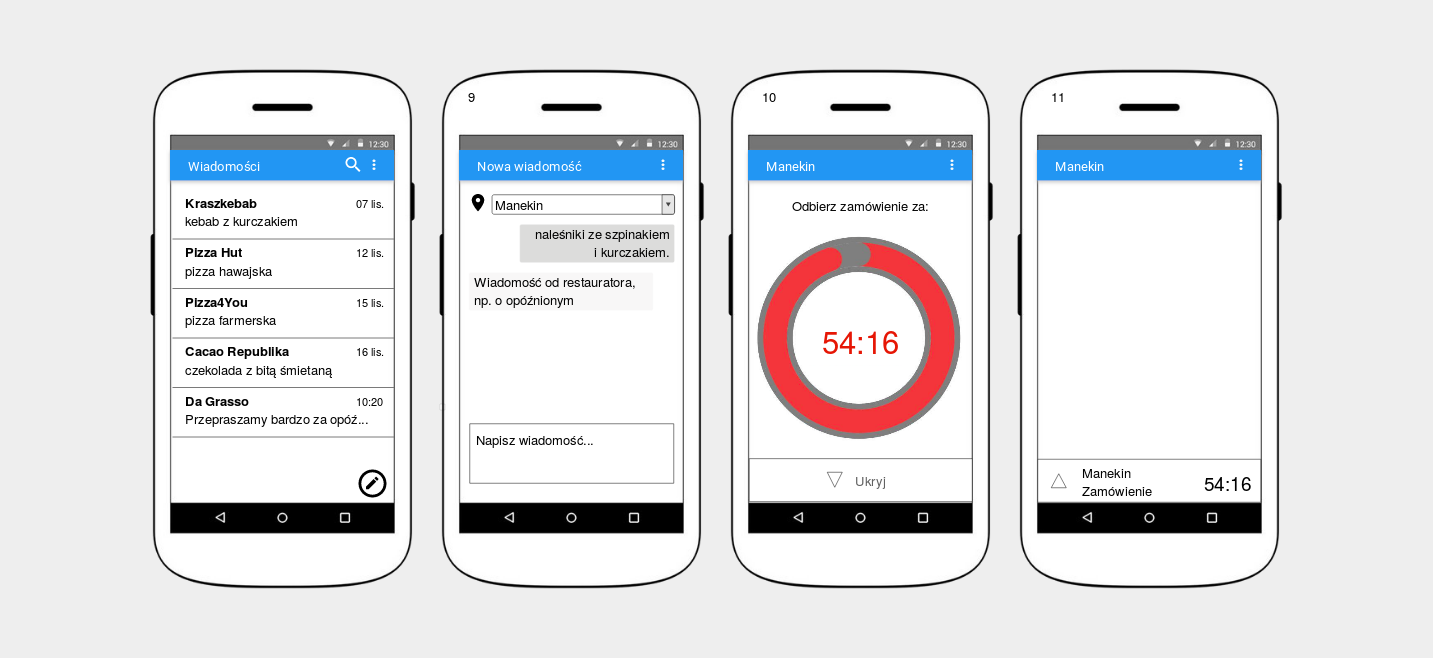 12:30
Wiadomości
Kraszkebab 07 lis.
kebab z kurczakiem
Pizza Hut 12 lis.
pizza hawajska
Pizza4You 15 lis.
pizza farmerska
Cacao Republika 16 lis.
czekolada z bitą śmietaną
Da Grasso 10:20
Przepraszamy bardzo za opóź...
9
12:30
Nowa wiadomość
Manekin
naleśniki ze szpinakiem
i kurczakiem.
Wiadomość od restauratora,
np. o opóźnionym
Napisz wiadomość...
10
12:30
Manekin
Odbierz zamówienie za:
54:16
Ukryj
11
12:30
Manekin
Manekin
Zamówienie
54:16